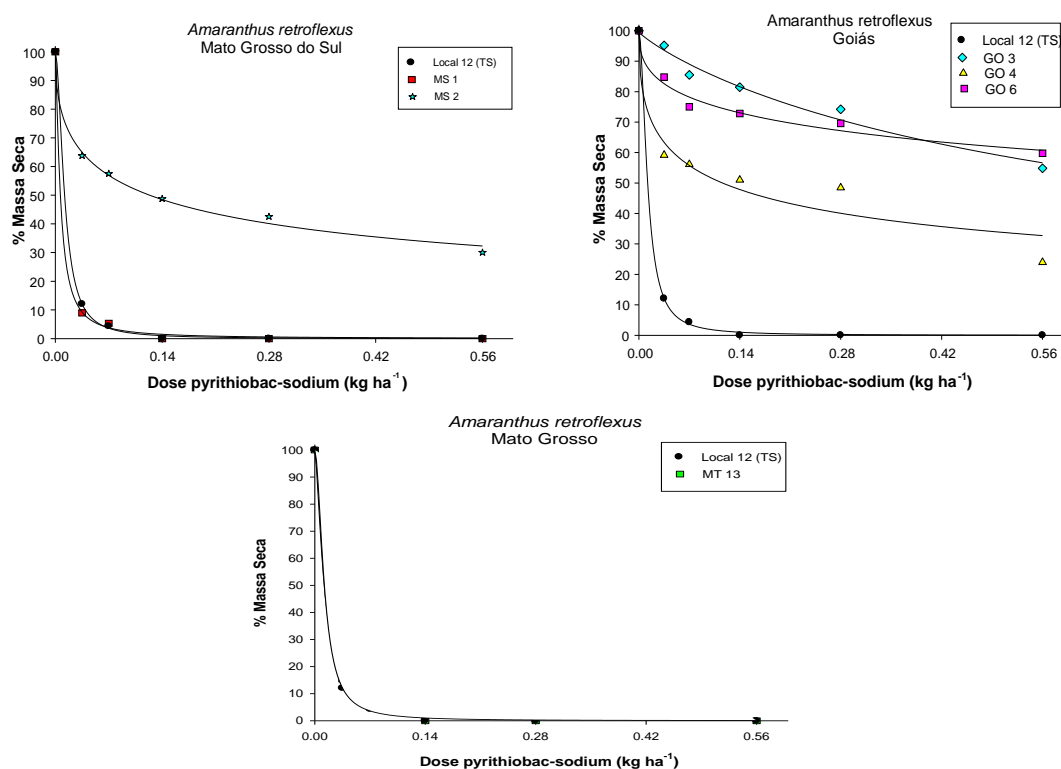 Amaranthus retroflexus
Mato Grosso do Sul
Local 12 (TS)
MS 1
MS 2
% Massa Seca
100
90
80
70
60
50
40
30
20
10
0
0.00 0.14 0.28 0.42 0.56
Dose pyrithiobac-sodium (kg ha⁻¹)
Amaranthus retroflexus
Goiás
Local 12 (TS)
GO 3
GO 4
GO 6
% Massa Seca
100
90
80
70
60
50
40
30
20
10
0
0.00 0.14 0.28 0.42 0.56
Dose pyrithiobac-sodium (kg ha⁻¹)
Amaranthus retroflexus
Mato Grosso
Local 12 (TS)
MT 13
% Massa Seca
100
90
80
70
60
50
40
30
20
10
0
0.00 0.14 0.28 0.42 0.56
Dose pyrithiobac-sodium (kg ha⁻¹)